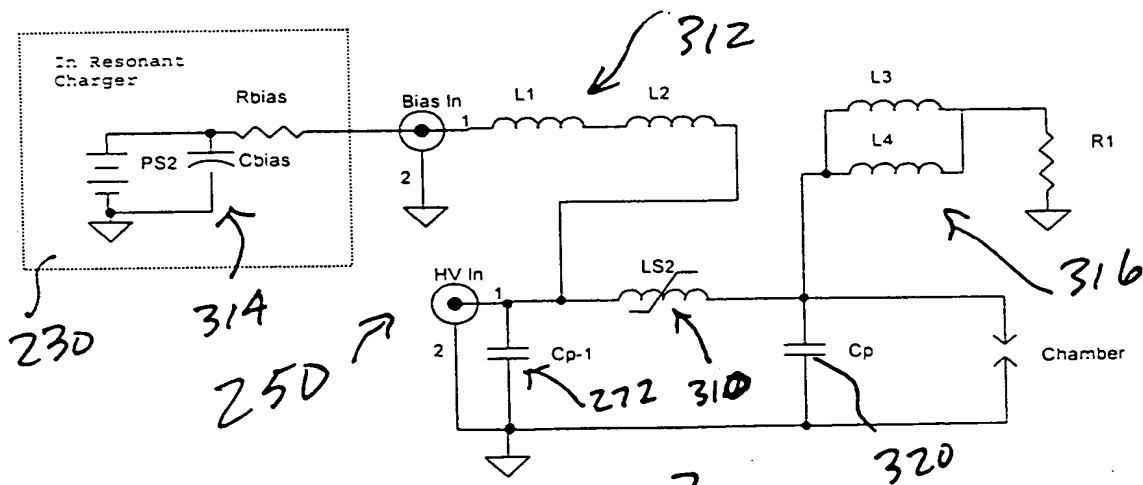 312
In Resonant
Charger
Rbias
Bias In
1
L1
L2
L3
L4
R1
PS2
Cbias
2
HV In
1
LS2
316
230
314
250
2
Cp-1
272
310
Cp
Chamber
320